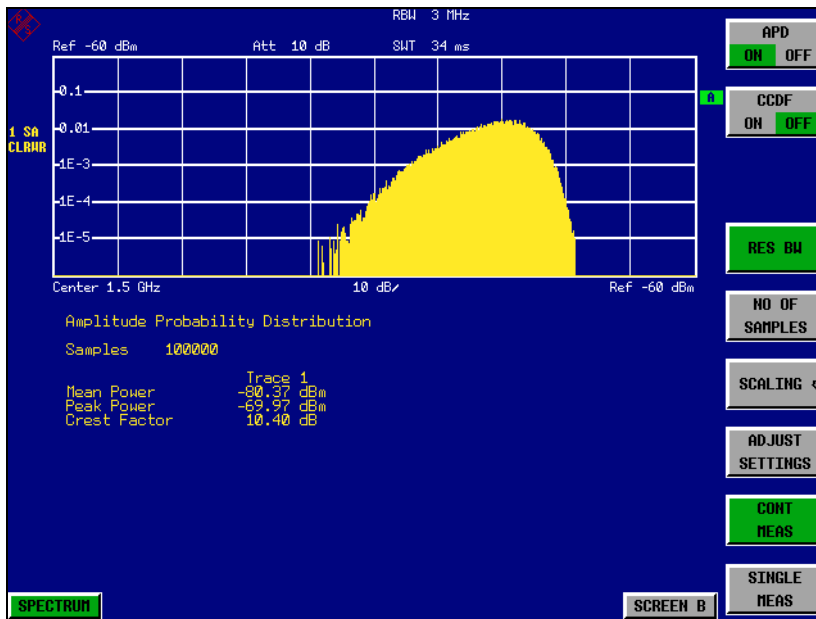 R S
RBW 3 MHz
Ref -60 dBm Att 10 dB SWT 34 ms
0.1
0.01
1E-3
1E-4
1E-5
1 SA
CLRWR
A
Center 1.5 GHz 10 dB/ Ref -60 dBm
Amplitude Probability Distribution
Samples 100000
Trace 1
Mean Power -80.37 dBm
Peak Power -69.97 dBm
Crest Factor 10.40 dB
SPECTRUM
SCREEN B
APD
ON OFF
CCDF
ON OFF
RES BW
NO OF
SAMPLES
SCALING
ADJUST
SETTINGS
CONT
MEAS
SINGLE
MEAS